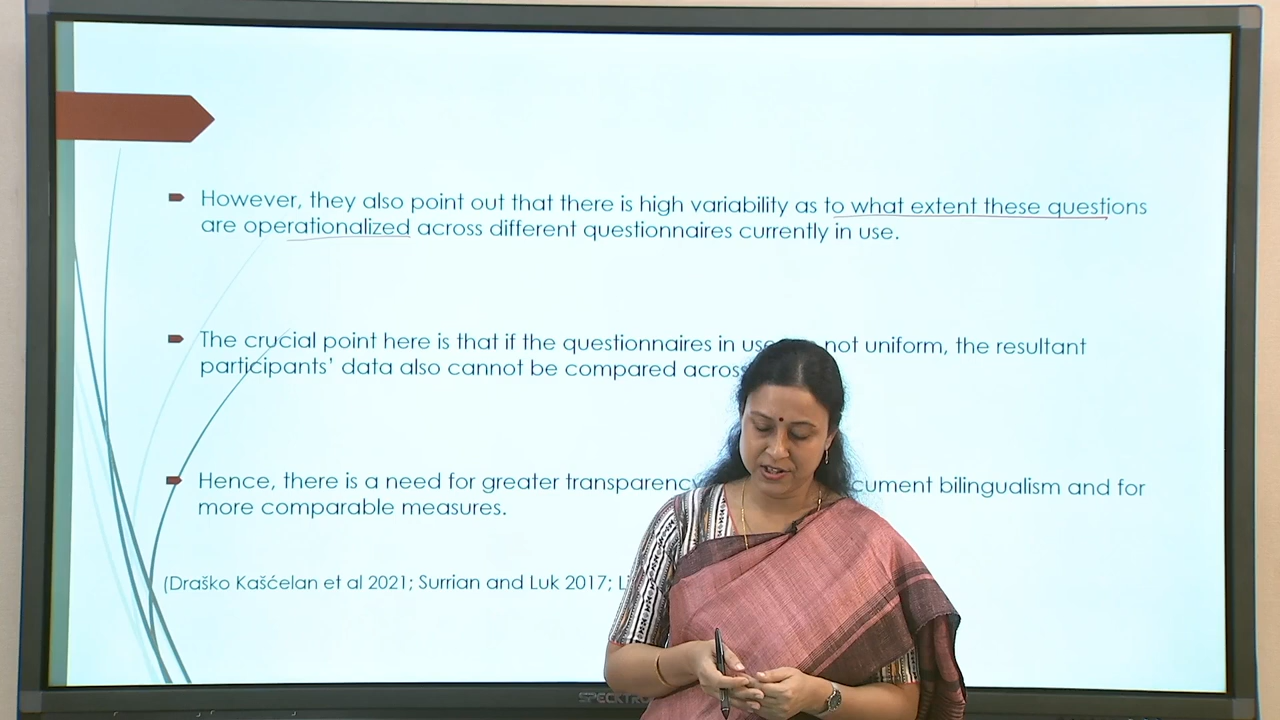 However, they also point out that there is high variability as to what extent these questions
are operationalized across different questionnaires currently in use.
The crucial point here is that if the questionnaires in use not uniform, the resultant
participants' data also cannot be compared across
Hence, there is a need for greater transparency bilingualism and for
more comparable measures.
(Draško Kašćelan et al 2021; Surrian and Luk 2017;